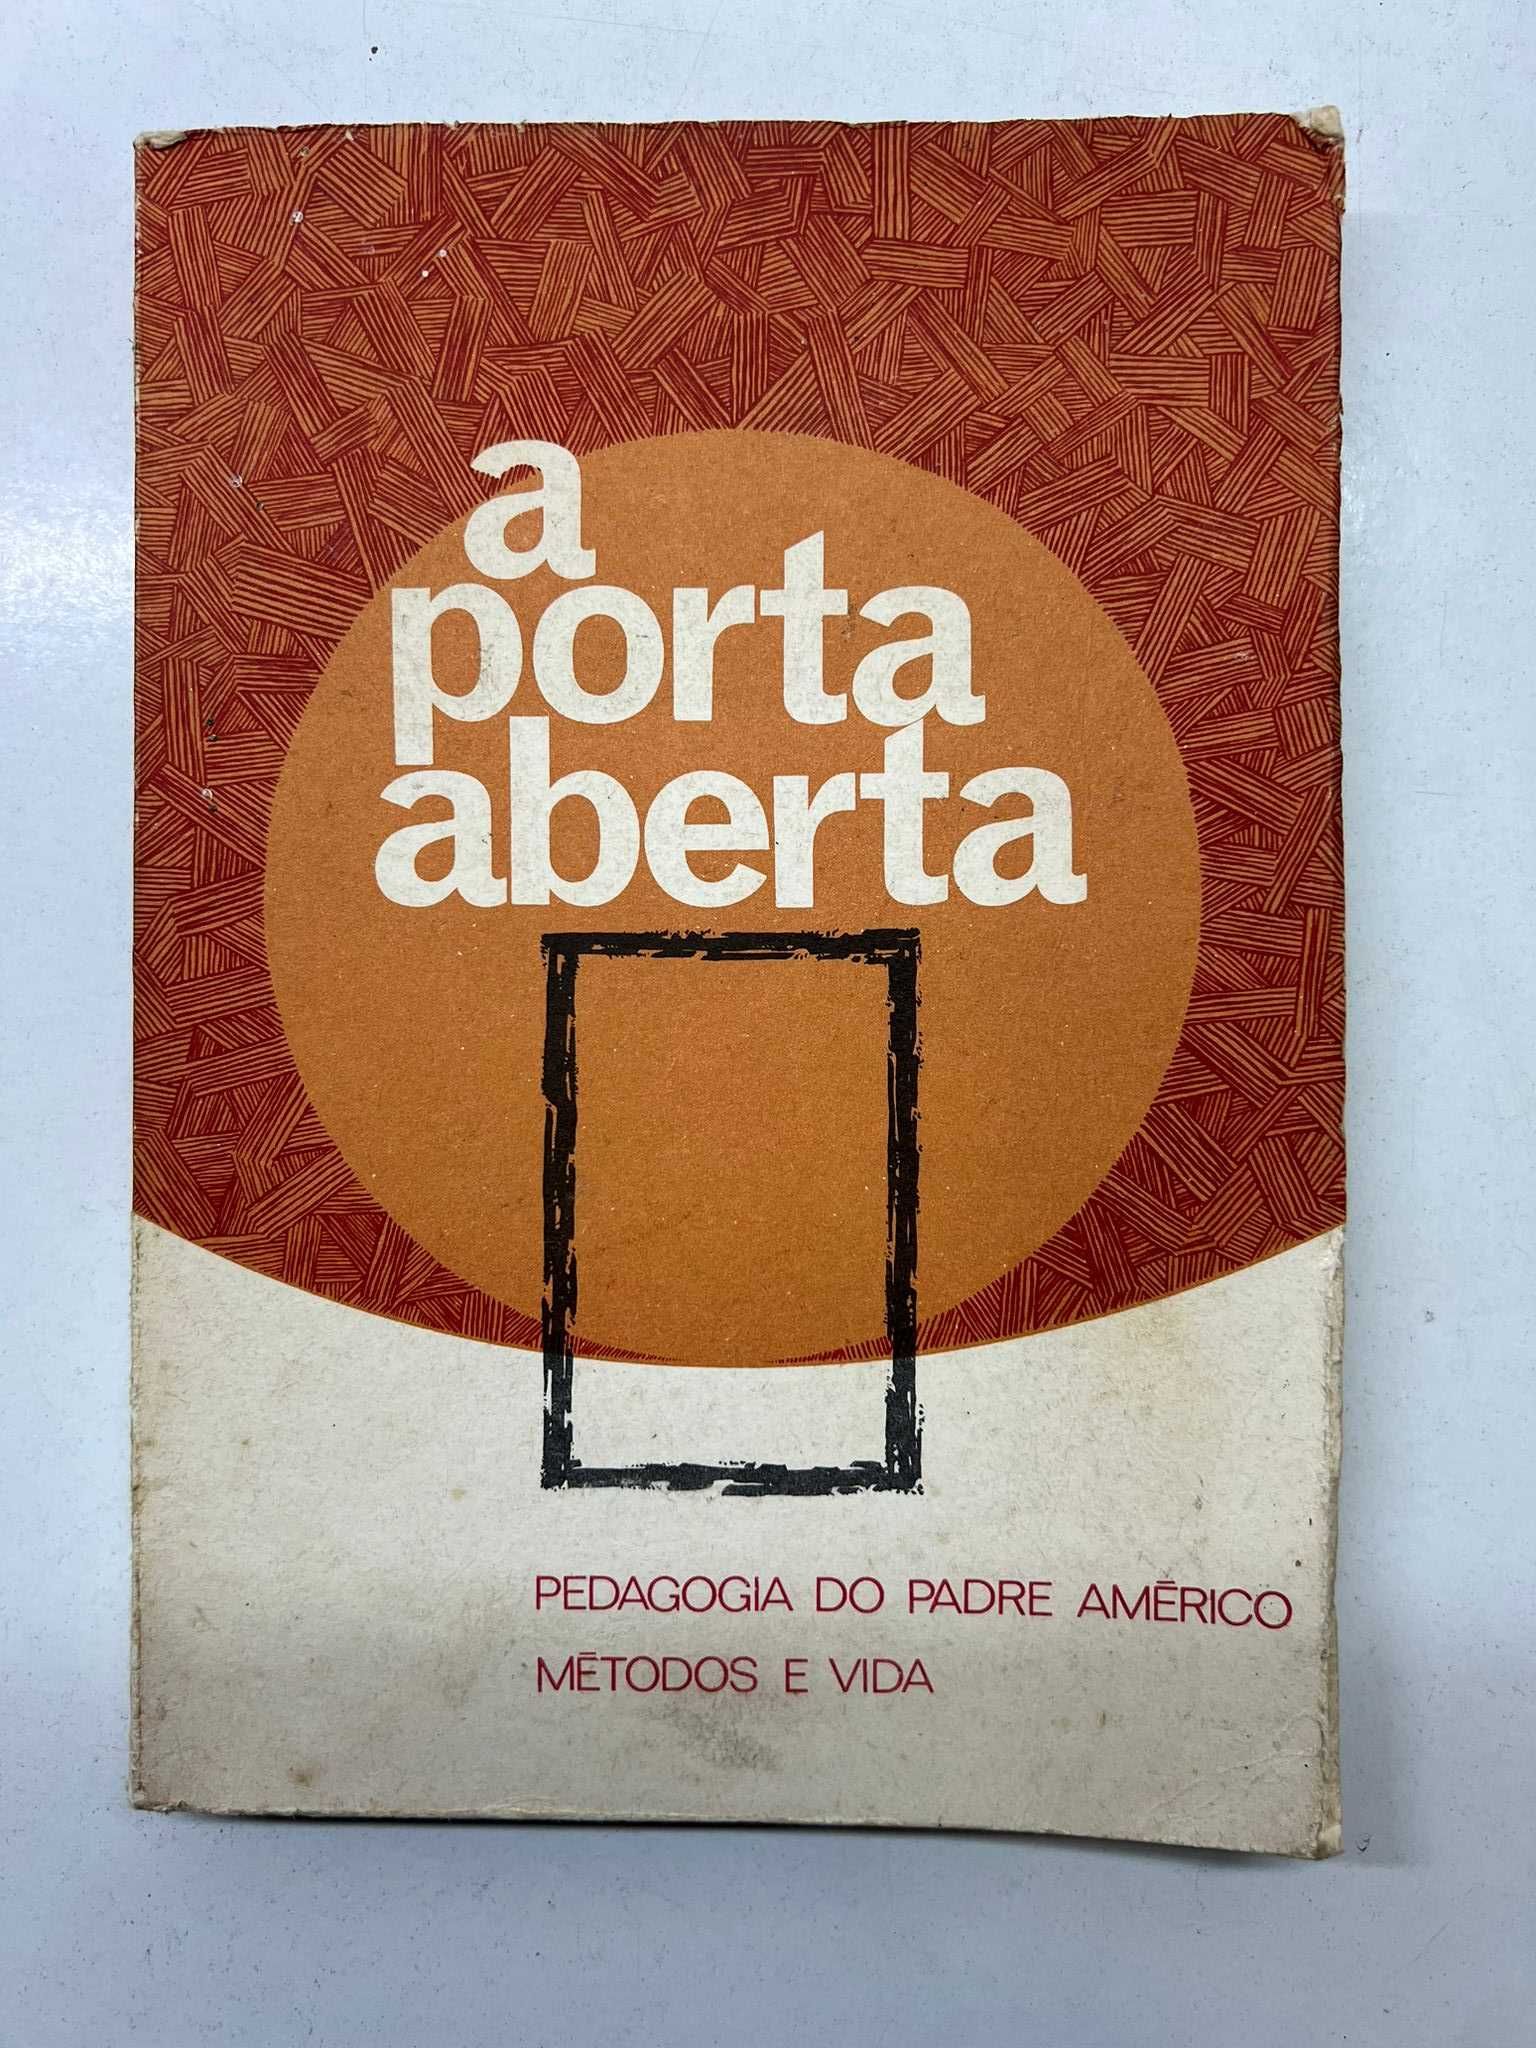 a
porta
aberta
PEDAGOGIA DO PADRE AMÉRICO
MÉTODOS E VIDA